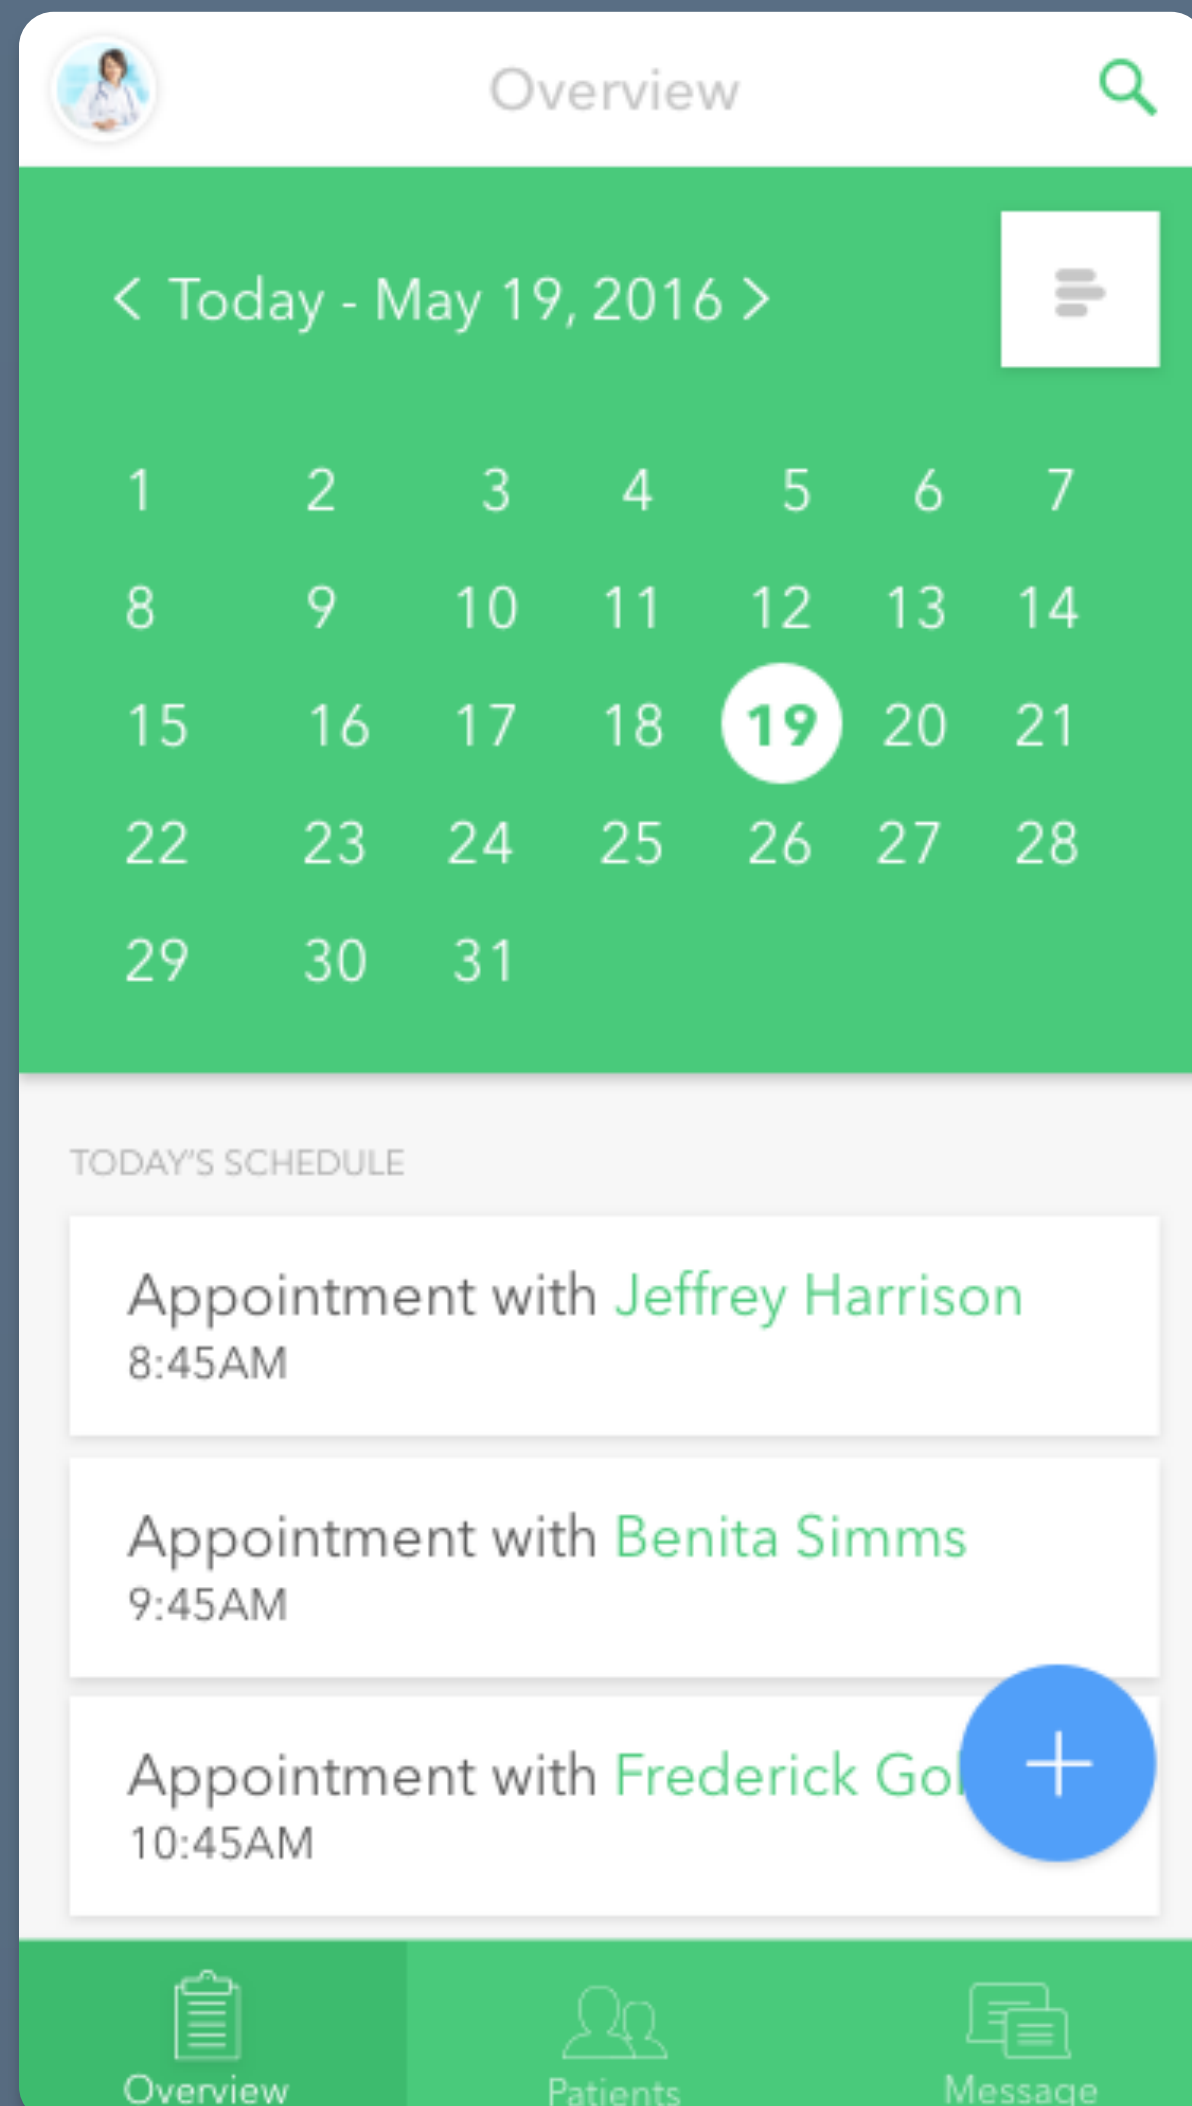 Overview
< Today - May 19, 2016 >
1 2 3 4 5 6 7
8 9 10 11 12 13 14
15 16 17 18 19 20 21
22 23 24 25 26 27 28
29 30 31
TODAY'S SCHEDULE
Appointment with Jeffrey Harrison
8:45AM
Appointment with Benita Simms
9:45AM
Appointment with Frederick
10:45AM
Overview Patients Message